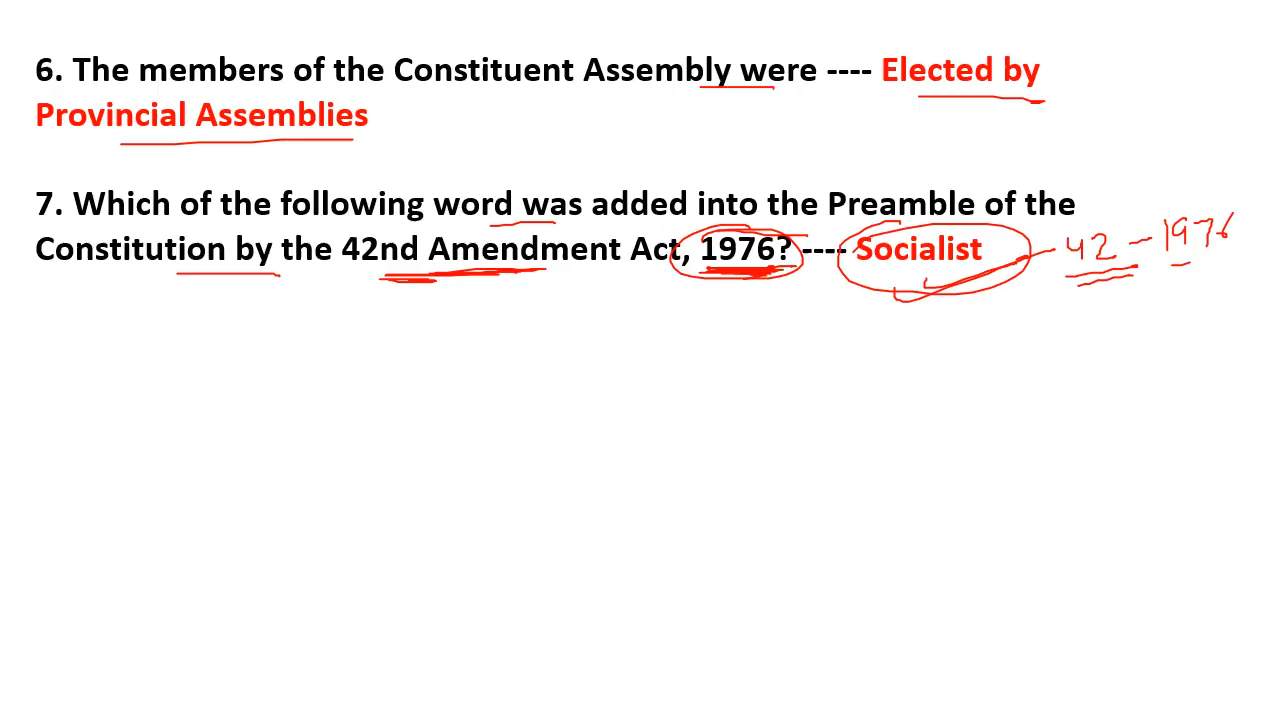 6. The members of the Constituent Assembly were ---- Elected by
Provincial Assemblies
7. Which of the following word was added into the Preamble of the
Constitution by the 42nd Amendment Act, 1976? ---- Socialist - 42 - 1976